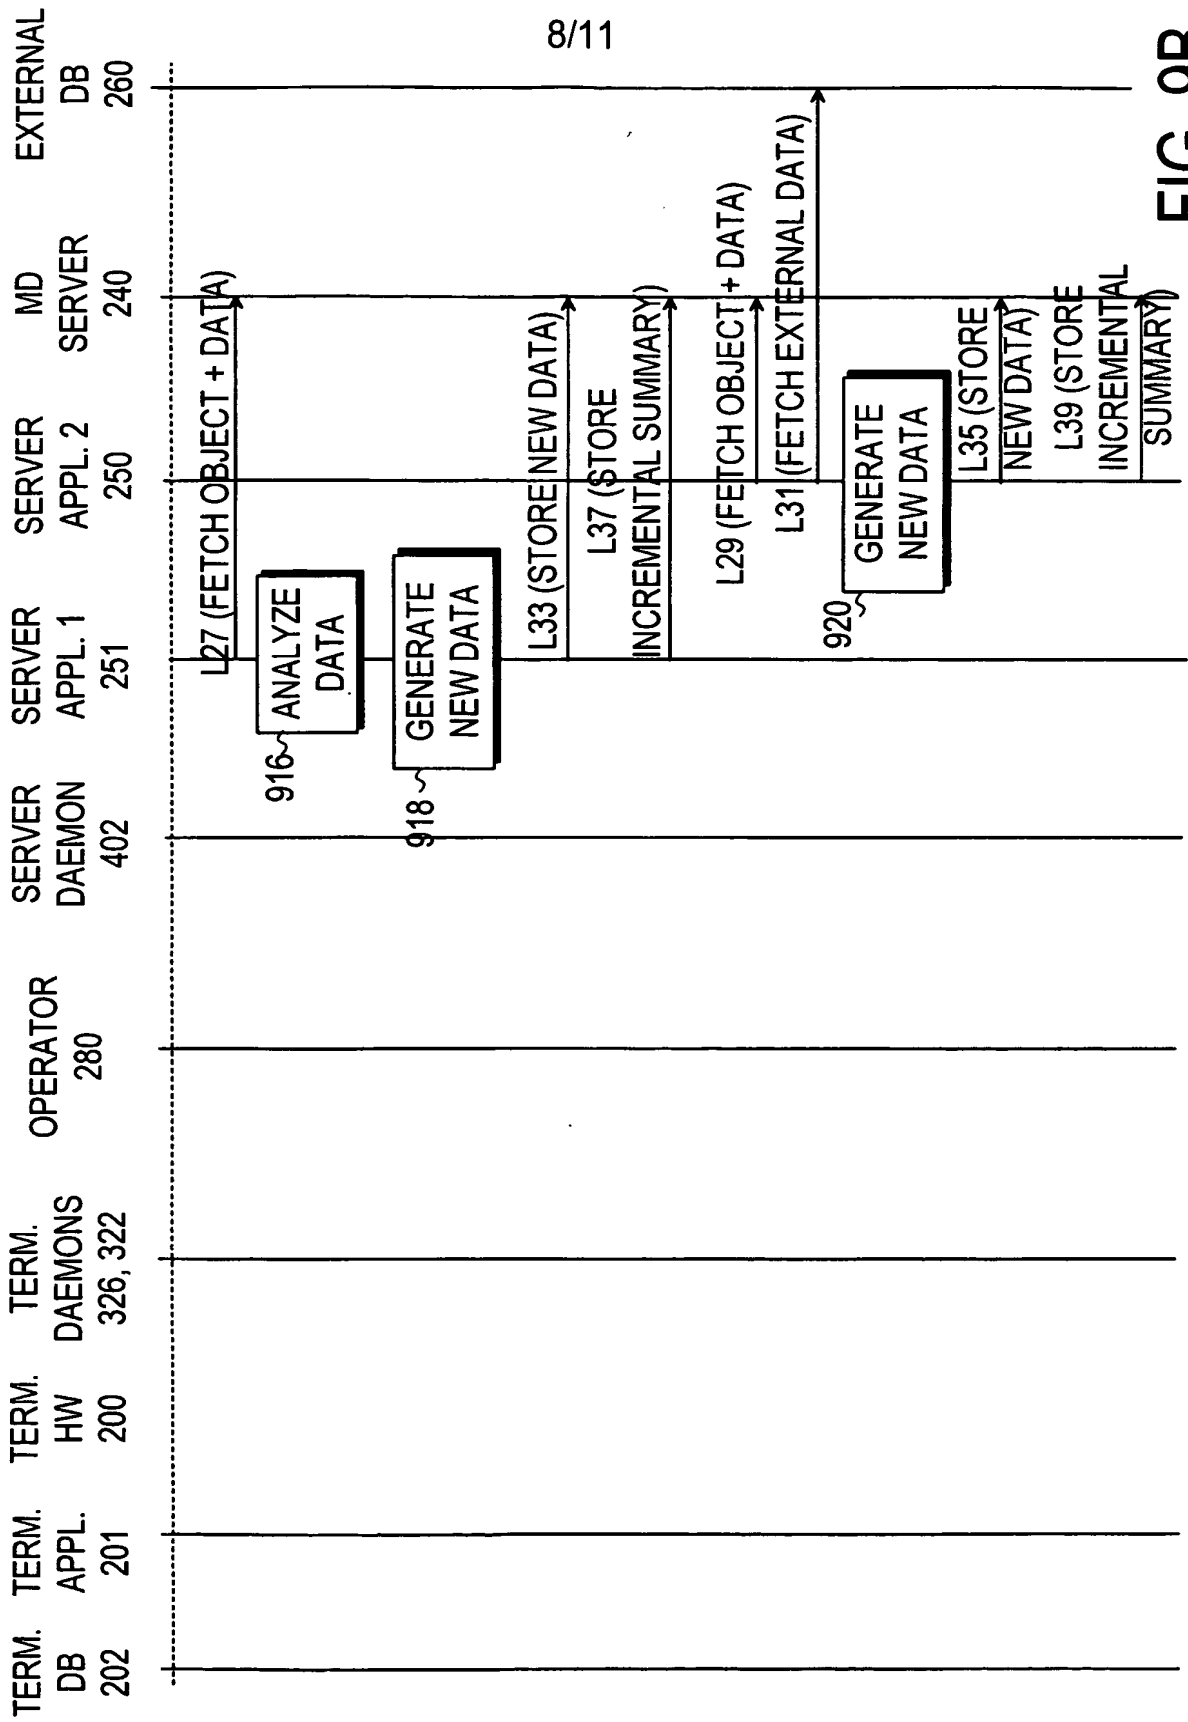 8/11
TERM.
DB
202
TERM.
APPL.
201
TERM.
HW
200
TERM.
DAEMONS
326, 322
OPERATOR
280
SERVER
DAEMON
402
SERVER
APPL. 1
251
SERVER
APPL. 2
250
MD
SERVER
240
EXTERNAL
DB
260
L27 (FETCH OBJECT + DATA)
916
ANALYZE
DATA
918
GENERATE
NEW DATA
L33 (STORE NEW DATA)
L37 (STORE
INCREMENTAL SUMMARY)
L29 (FETCH OBJECT + DATA)
L31 (FETCH EXTERNAL DATA)
920
GENERATE
NEW DATA
L35 (STORE
NEW DATA)
L39 (STORE
INCREMENTAL
SUMMARY)
FIG